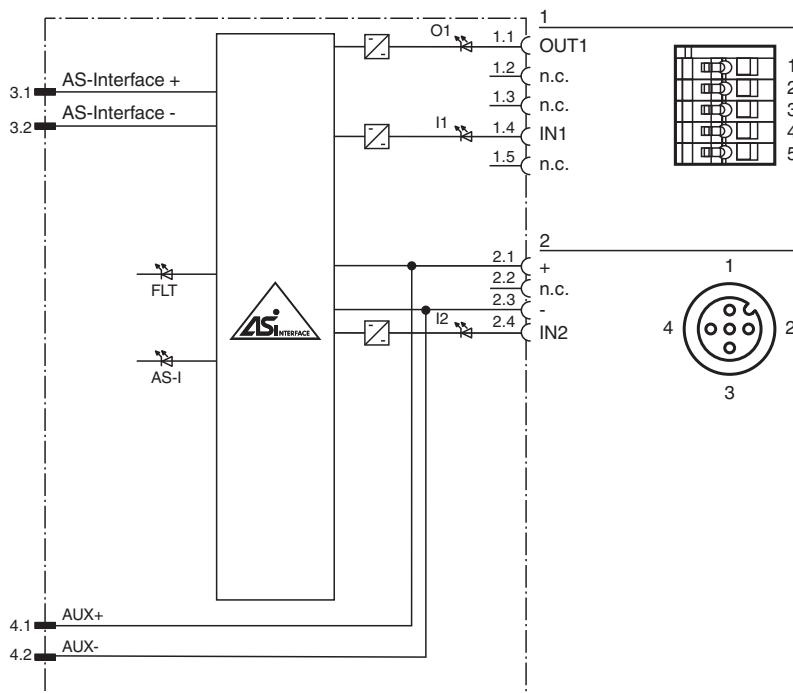 1
O1
1.1
OUT1
1.2
n.c.
1.3
n.c.
I1
1.4
IN1
1.5
n.c.
1
2
3
4
5
3.1
AS-Interface +
3.2
AS-Interface -
FLT
AS-I
ASi INTERFACE
2
2.1
+
2.2
n.c.
2.3
-
I2
2.4
IN2
1
4
2
3
4.1
AUX+
4.2
AUX-